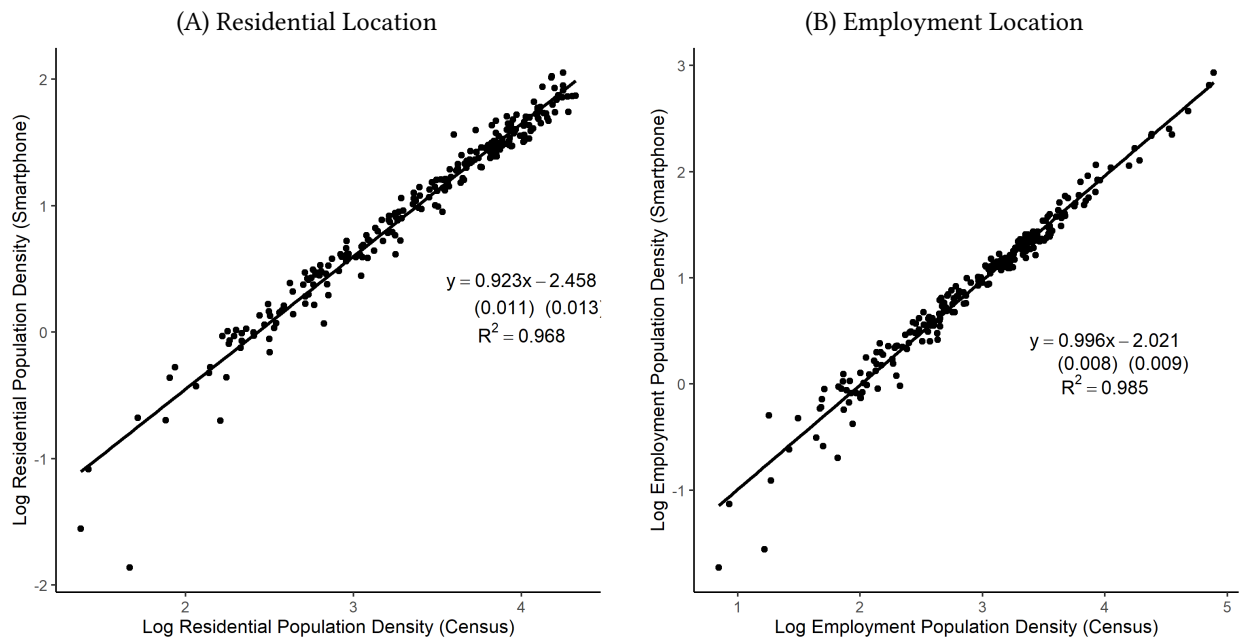 (A) Residential Location
Log Residential Population Density (Smartphone)
2
1
0
-1
-2
y = 0.923x − 2.458
(0.011) (0.013)
R² = 0.968
2 3 4
Log Residential Population Density (Census)
(B) Employment Location
Log Employment Population Density (Smartphone)
3
2
1
0
-1
y = 0.996x − 2.021
(0.008) (0.009)
R² = 0.985
1 2 3 4 5
Log Employment Population Density (Census)